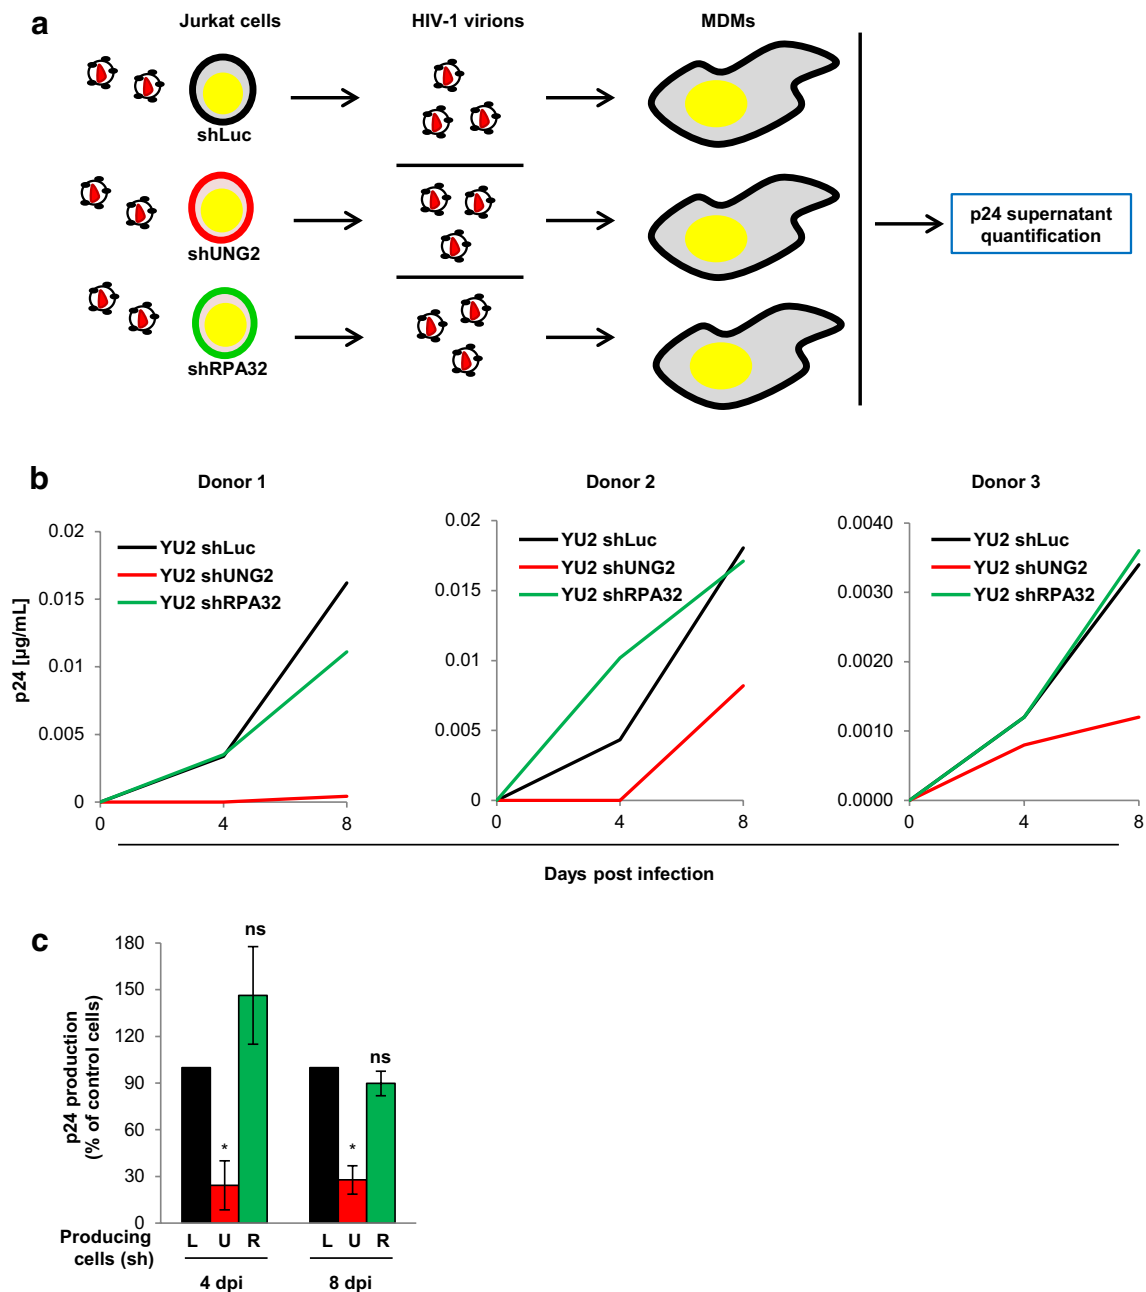 a
Jurkat cells
HIV-1 virions
MDMs
shLuc
shUNG2
shRPA32
p24 supernatant
quantification
b
Donor 1
Donor 2
Donor 3
p24 [µg/mL]
0.02
0.015
0.01
0.005
0
YU2 shLuc
YU2 shUNG2
YU2 shRPA32
0
4
8
0.02
0.015
0.01
0.005
0
YU2 shLuc
YU2 shUNG2
YU2 shRPA32
0
4
8
0.0040
0.0030
0.0020
0.0010
0.0000
YU2 shLuc
YU2 shUNG2
YU2 shRPA32
0
4
8
Days post infection
c
p24 production
(% of control cells)
180
150
120
90
60
30
0
*
ns
*
ns
Producing
cells (sh)
L U R L U R
4 dpi
8 dpi